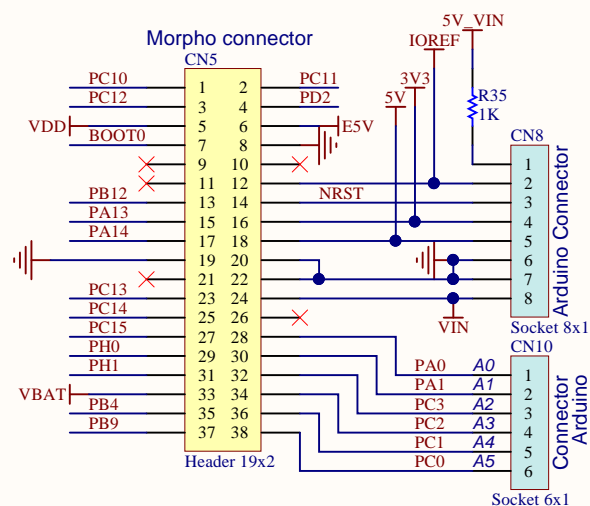 Morpho connector
CN5
5V_VIN
IOREF
3V3
5V
R35
1K
CN8
PC10 1 2 PC11
PC12 3 4 PD2
VDD 5 6 E5V
BOOT0 7 8
9 10
11 12
PB12 13 14 NRST
PA13 15 16
PA14 17 18
19 20
21 22
PC13 23 24
PC14 25 26
PC15 27 28
PH0 29 30
PH1 31 32
VBAT 33 34
PB4 35 36
PB9 37 38
Header 19x2
1
2
3
4
5
6
7
8
Arduino Connector
VIN
Socket 8x1
CN10
PA0 A0 1
PA1 A1 2
PC3 A2 3
PC2 A3 4
PC1 A4 5
PC0 A5 6
Connector
Arduino
Socket 6x1